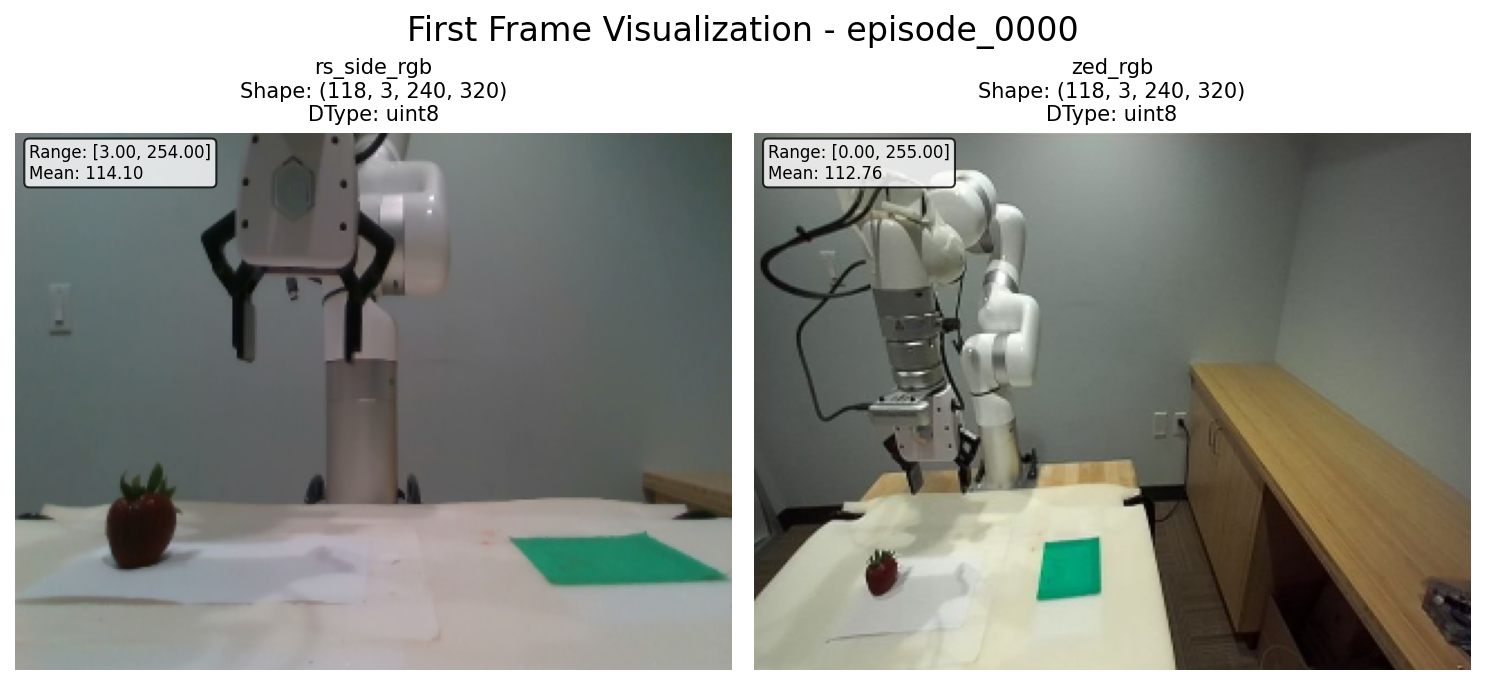 First Frame Visualization - episode_0000
rs_side_rgb
Shape: (118, 3, 240, 320)
DType: uint8
Range: [3.00, 254.00]
Mean: 114.10
zed_rgb
Shape: (118, 3, 240, 320)
DType: uint8
Range: [0.00, 255.00]
Mean: 112.76